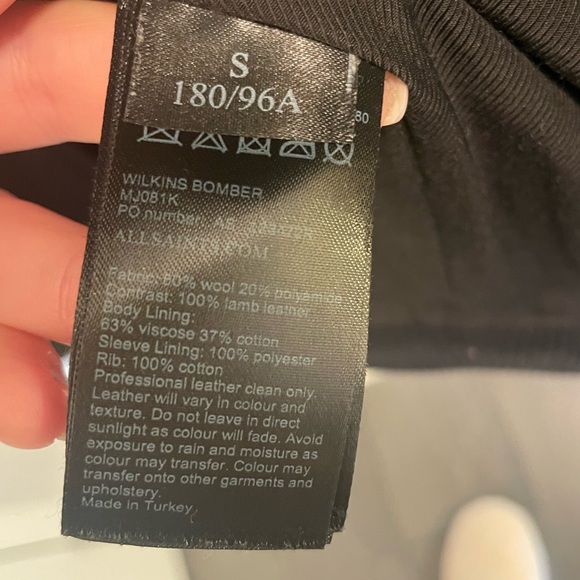 S
180/96A
80
WILKINS BOMBER
MJ081K
PO number
ALLSAINTS.COM
Fabric: 80% wool 20% polyamide
Contrast: 100% lamb leather
Body Lining:
63% viscose 37% cotton
Sleeve Lining: 100% polyester
Rib: 100% cotton
Professional leather clean only.
Leather will vary in colour and
texture. Do not leave in direct
sunlight as colour will fade. Avoid
exposure to rain and moisture as
colour may transfer. Colour may
transfer onto other garments and
upholstery.
Made in Turkey